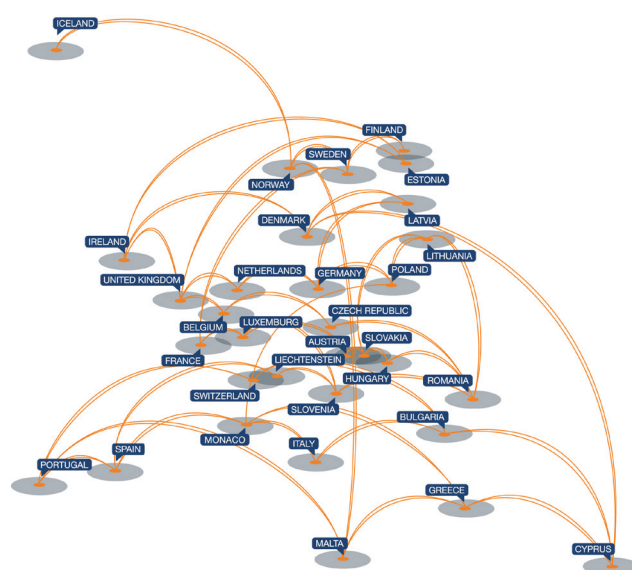 ICELAND
FINLAND
SWEDEN
NORWAY
ESTONIA
DENMARK
LATVIA
IRELAND
LITHUANIA
UNITED KINGDOM
NETHERLANDS
GERMANY
POLAND
BELGIUM
LUXEMBURG
CZECH REPUBLIC
AUSTRIA
SLOVAKIA
FRANCE
LIECHTENSTEIN
SWITZERLAND
HUNGARY
ROMANIA
SLOVENIA
BULGARIA
MONACO
ITALY
SPAIN
PORTUGAL
GREECE
MALTA
CYPRUS